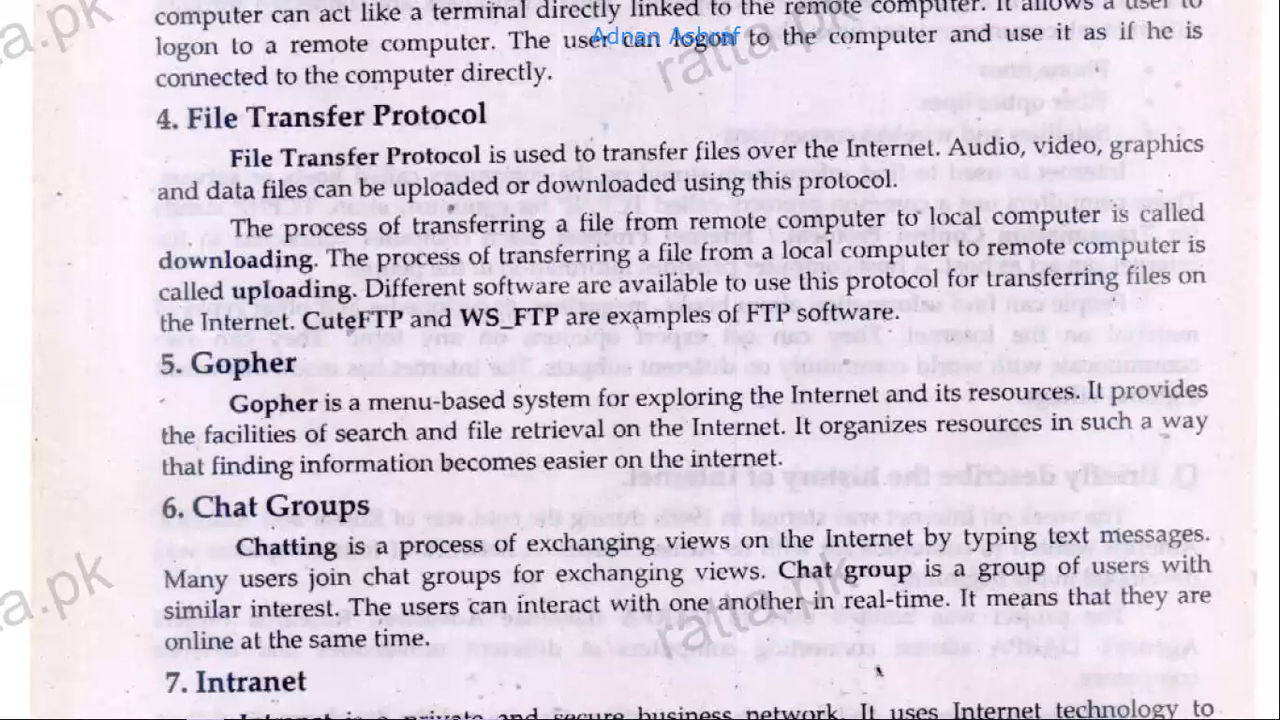 computer can act like a terminal directly linked to the remote computer. It allows a user to
logon to a remote computer. The user can logon to the computer and use it as if he is
Adnan Ashraf
connected to the computer directly.
4. File Transfer Protocol
File Transfer Protocol is used to transfer files over the Internet. Audio, video, graphics
and data files can be uploaded or downloaded using this protocol.
The process of transferring a file from remote computer to local computer is called
downloading. The process of transferring a file from a local computer to remote computer is
called uploading. Different software are available to use this protocol for transferring files on
the Internet. CuteFTP and WS_FTP are examples of FTP software.
5. Gopher
Gopher is a menu-based system for exploring the Internet and its resources. It provides
the facilities of search and file retrieval on the Internet. It organizes resources in such a way
that finding information becomes easier on the internet.
6. Chat Groups
Chatting is a process of exchanging views on the Internet by typing text messages.
Many users join chat groups for exchanging views. Chat group is a group of users with
similar interest. The users can interact with one another in real-time. It means that they are
online at the same time.
7. Intranet
Intranet is a private and secure business network. It uses Internet technology to
ratta.pk
ratta.pk
ta.pk
ta.pk